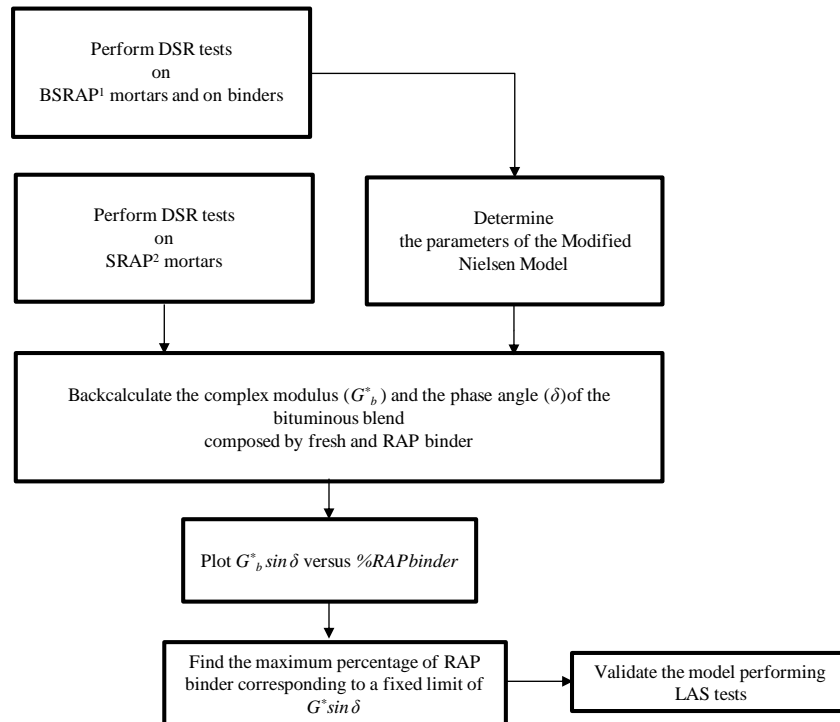 Perform DSR tests
on
BSRAP¹ mortars and on binders
Perform DSR tests
on
SRAP² mortars
Determine
the parameters of the Modified
Nielsen Model
Backcalculate the complex modulus (G*b) and the phase angle (δ)of the
bituminous blend
composed by fresh and RAP binder
Plot G*b sin δ versus %RAPbinder
Find the maximum percentage of RAP
binder corresponding to a fixed limit of
G*sin δ
Validate the model performing
LAS tests